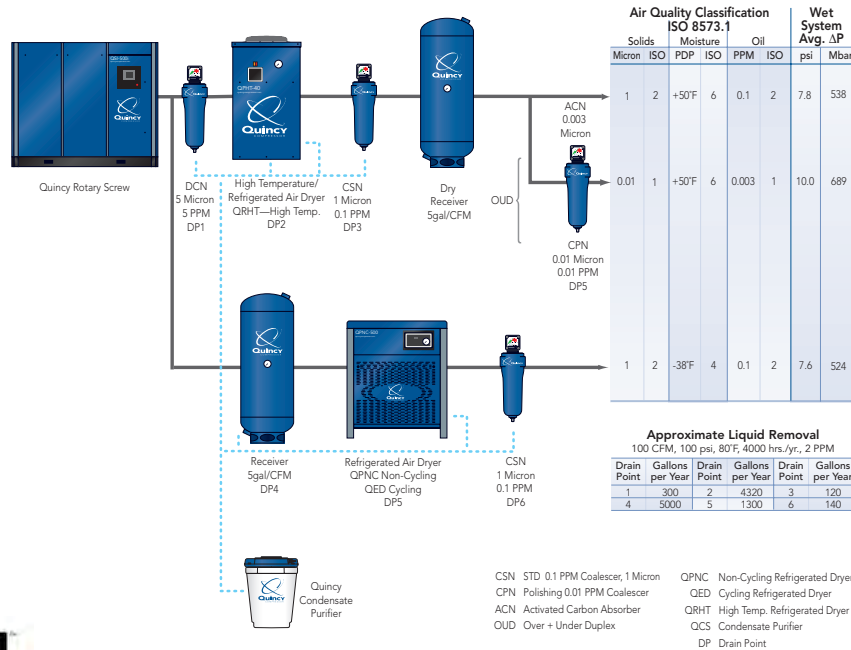 Air Quality Classification
ISO 8573.1
Wet
System
Avg. ΔP
Solids Moisture Oil
Micron ISO PDP ISO PPM ISO psi Mbar
1 2 +50˚F 6 0.1 2 7.8 538
0.01 1 +50˚F 6 0.003 1 10.0 689
1 2 -38˚F 4 0.1 2 7.6 524
Quincy
QPHT-40
Quincy
COMPRESSOR
Quincy
Quincy
ACN
0.003
Micron
OUD
Quincy Rotary Screw
DCN
5 Micron
5 PPM
DP1
High Temperature/
Refrigerated Air Dryer
QRHT—High Temp.
DP2
CSN
1 Micron
0.1 PPM
DP3
Dry
Receiver
5gal/CFM
CPN
0.01 Micron
0.01 PPM
DP5
Quincy
Quincy
Receiver
5gal/CFM
DP4
Refrigerated Air Dryer
QPNC Non-Cycling
QED Cycling
DP5
CSN
1 Micron
0.1 PPM
DP6
Approximate Liquid Removal
100 CFM, 100 psi, 80˚F, 4000 hrs./yr., 2 PPM
Drain Point Gallons per Year Drain Point Gallons per Year Drain Point Gallons per Year
1 300 2 4320 3 120
4 5000 5 1300 6 140
Quincy
Quincy
Condensate
Purifier
CSN STD 0.1 PPM Coalescer, 1 Micron
CPN Polishing 0.01 PPM Coalescer
ACN Activated Carbon Absorber
OUD Over + Under Duplex
QPNC Non-Cycling Refrigerated Dryer
QED Cycling Refrigerated Dryer
QRHT High Temp. Refrigerated Dryer
QCS Condensate Purifier
DP Drain Point